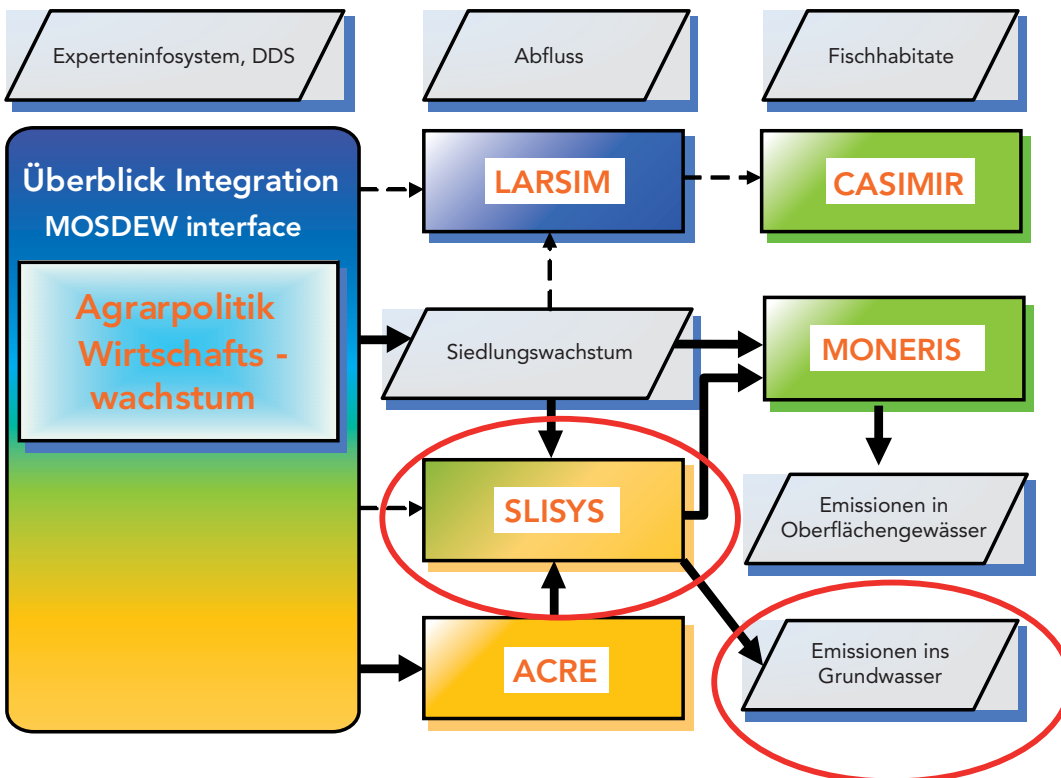 Experteninfosystem, DDS
Abfluss
Fischhabitate
Überblick Integration
MOSDEW interface
Agrarpolitik
Wirtschafts -
wachstum
LARSIM
CASIMIR
Siedlungswachstum
MONERIS
SLISYS
Emissionen in
Oberflächengewässer
ACRE
Emissionen ins
Grundwasser